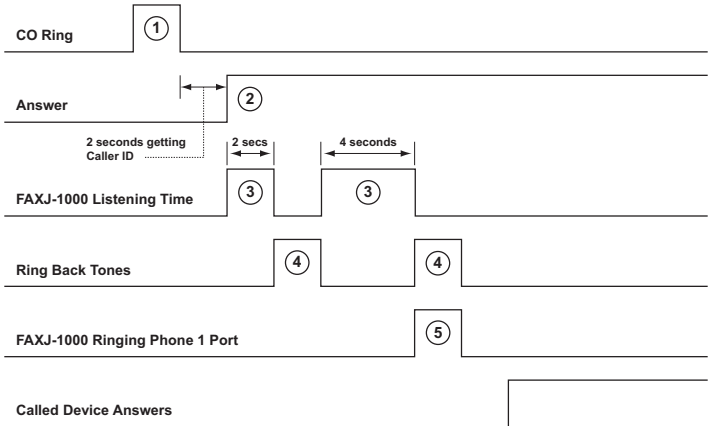 CO Ring
1
Answer
2
2 seconds getting
Caller ID
2 secs
4 seconds
FAXJ-1000 Listening Time
3
3
Ring Back Tones
4
4
FAXJ-1000 Ringing Phone 1 Port
5
Called Device Answers